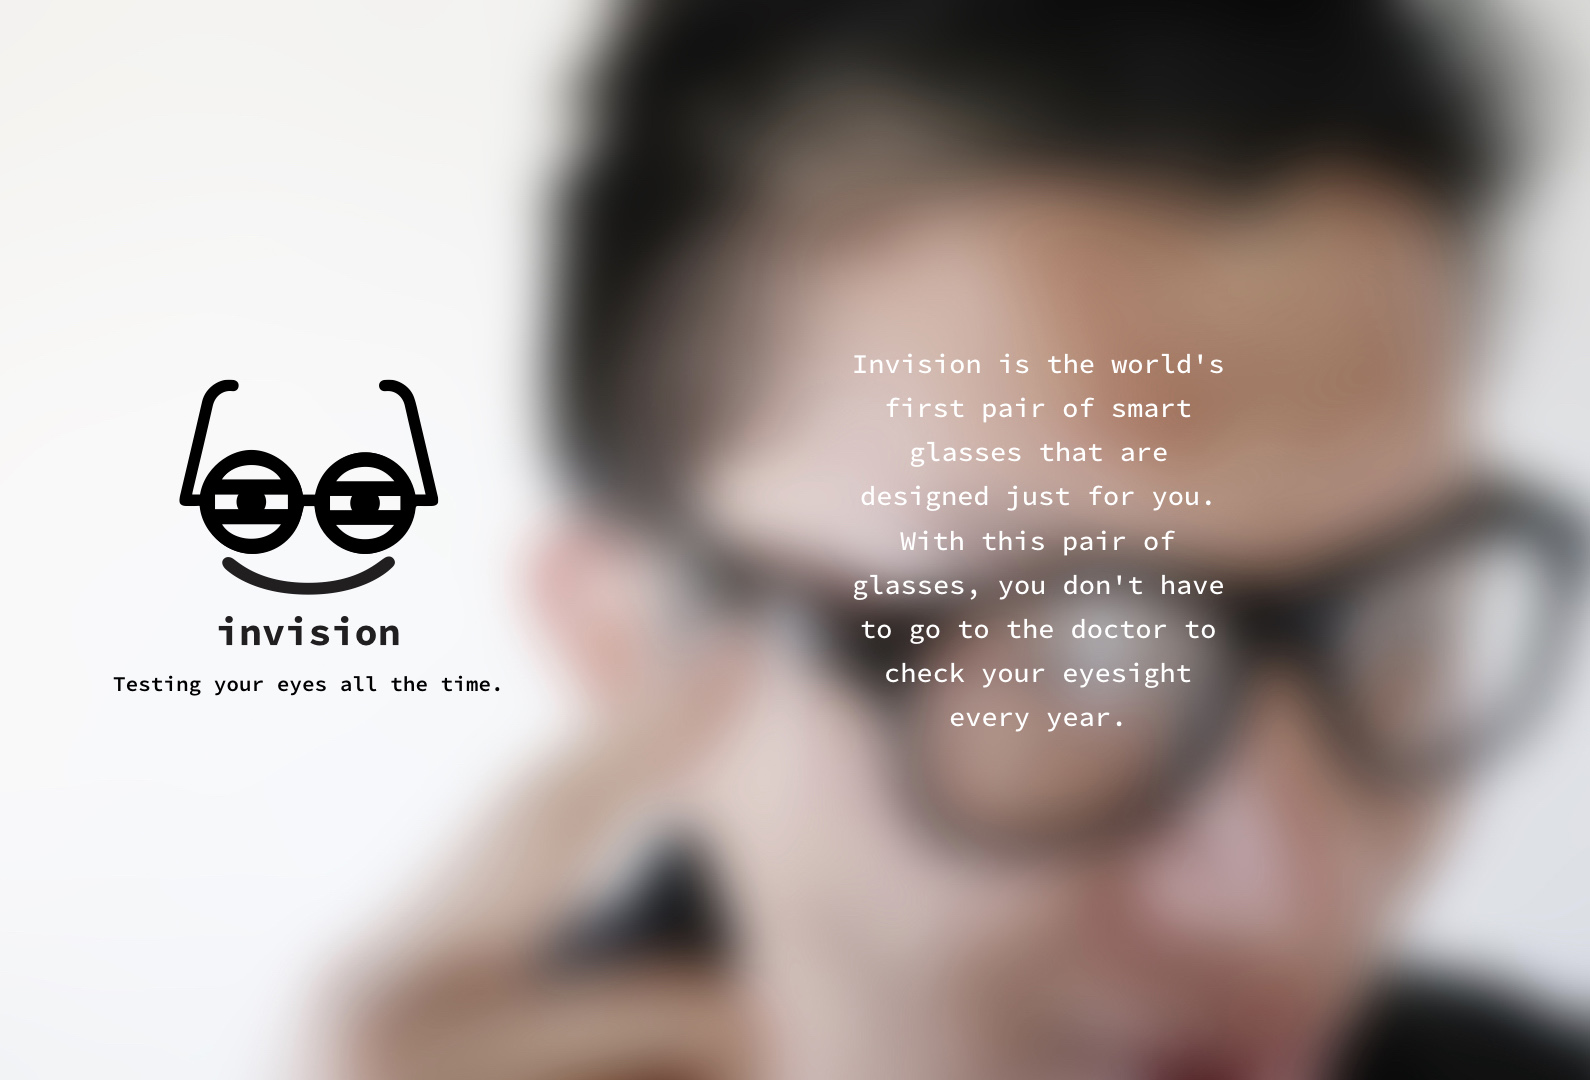 invision
Testing your eyes all the time.
Invision is the world's
first pair of smart
glasses that are
designed just for you.
With this pair of
glasses, you don't have
to go to the doctor to
check your eyesight
every year.